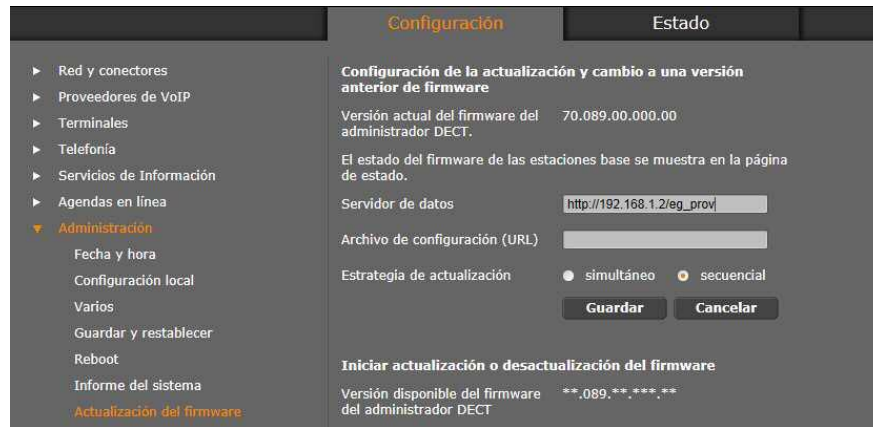 Configuración
Estado
Red y conectores
Proveedores de VoIP
Terminales
Telefonía
Servicios de Información
Agendas en línea
Administración
Fecha y hora
Configuración local
Varios
Guardar y restablecer
Reboot
Informe del sistema
Actualización del firmware
Configuración de la actualización y cambio a una versión
anterior de firmware
Versión actual del firmware del
administrador DECT.
70.089.00.000.00
El estado del firmware de las estaciones base se muestra en la página
de estado.
Servidor de datos
http://192.168.1.2/eg_prov
Archivo de configuración (URL)
Estrategia de actualización
simultáneo
secuencial
Guardar
Cancelar
Iniciar actualización o desactualización del firmware
Versión disponible del firmware
del administrador DECT
**.089.**.***.**